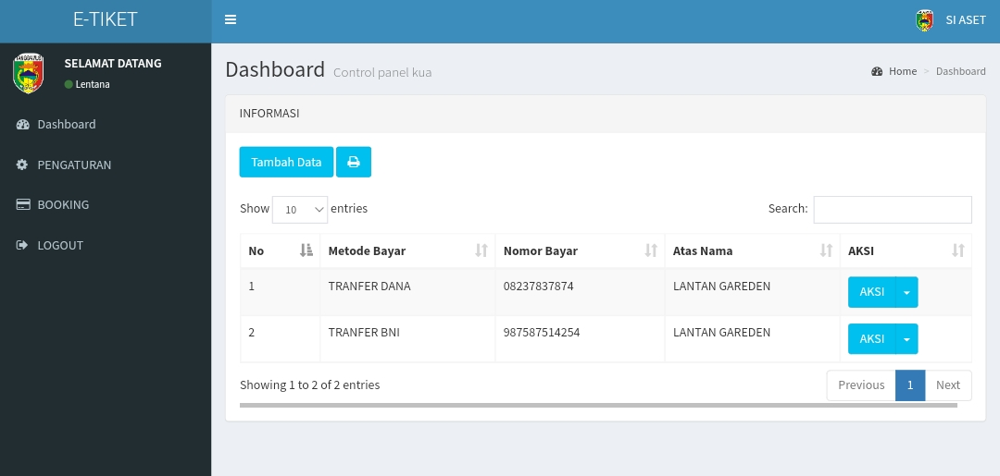 E-TIKET
SI ASET
SELAMAT DATANG
Lentana
Dashboard
PENGATURAN
BOOKING
LOGOUT
Dashboard Control panel kua
Home > Dashboard
INFORMASI
Tambah Data
Show 10 entries
Search:
No Metode Bayar Nomor Bayar Atas Nama AKSI
1 TRANFER DANA 08237837874 LANTAN GAREDEN AKSI
2 TRANFER BNI 987587514254 LANTAN GAREDEN AKSI
Showing 1 to 2 of 2 entries
Previous 1 Next